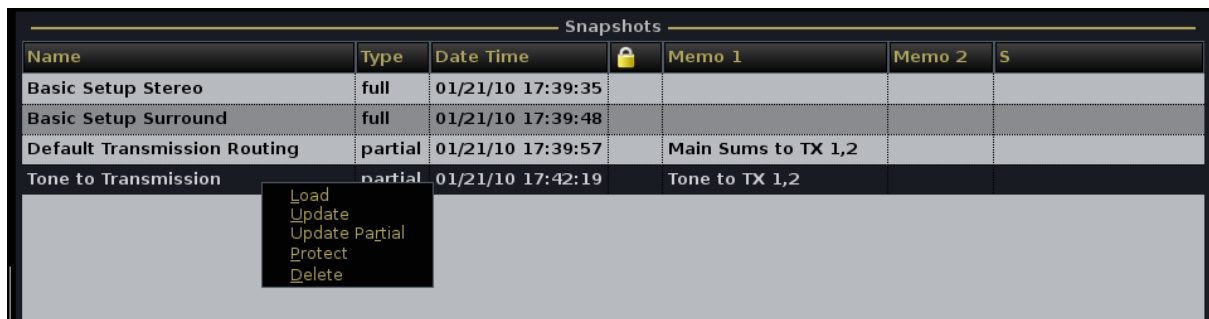 Snapshots
Name Type Date Time Memo 1 Memo 2 S
Basic Setup Stereo full 01/21/10 17:39:35
Basic Setup Surround full 01/21/10 17:39:48
Default Transmission Routing partial 01/21/10 17:39:57 Main Sums to TX 1,2
Tone to Transmission partial 01/21/10 17:42:19 Tone to TX 1,2
Load
Update
Update Partial
Protect
Delete